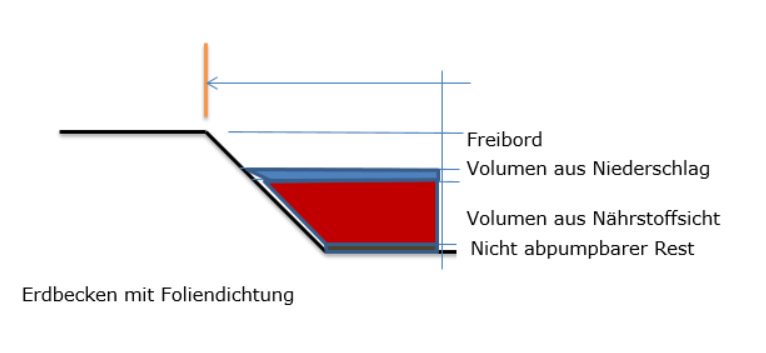 Freibord
Volumen aus Niederschlag
Volumen aus Nährstoffsicht
Nicht abpumpbarer Rest
Erdbecken mit Foliendichtung